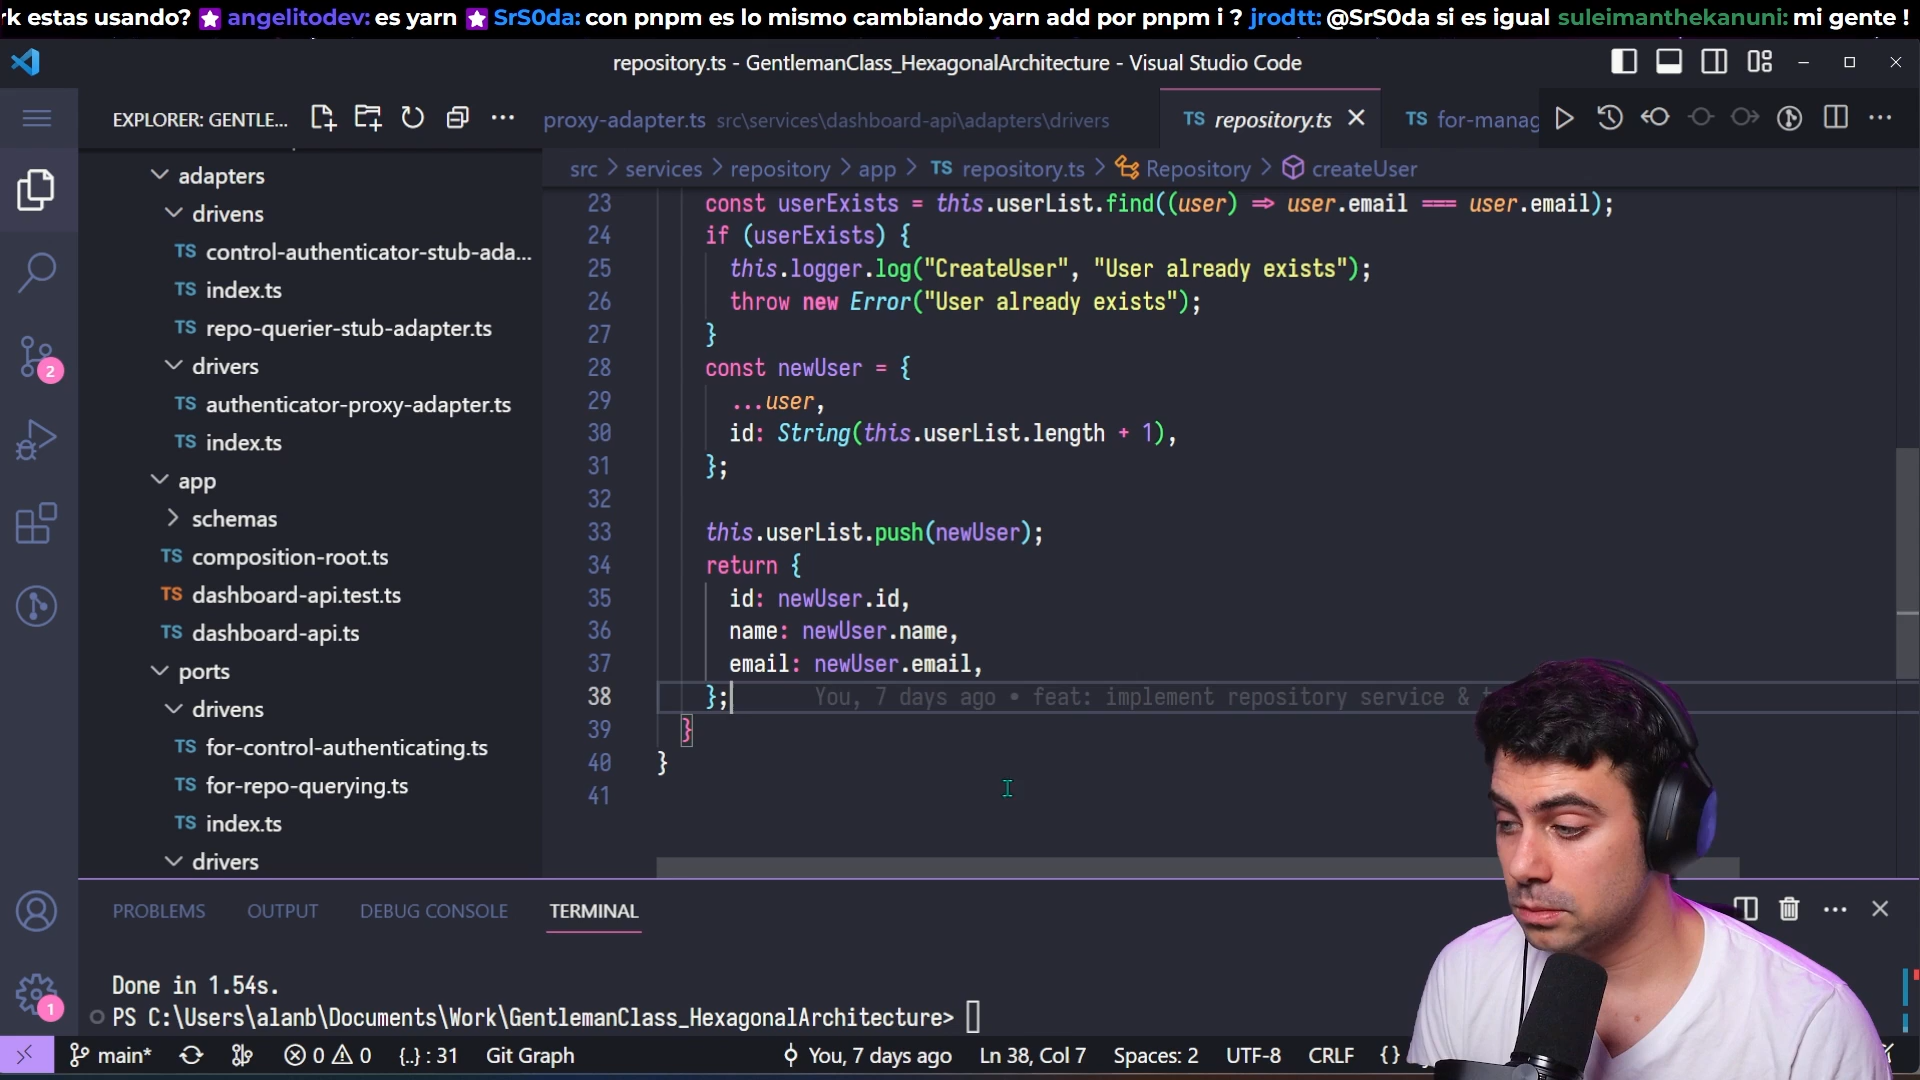 rk estas usando? angelitodev: es yarn SrS0da: con pnpm es lo mismo cambiando yarn add por pnpm i ? jrodtt: @SrS0da si es igual suleimanthekanuni: mi gente !
repository.ts - GentlemanClass_HexagonalArchitecture - Visual Studio Code
EXPLORER: GENTLE...
proxy-adapter.ts src\services\dashboard-api\adapters\drivers
TS repository.ts
TS for-manag
src > services > repository > app > TS repository.ts > Repository > createUser
adapters
drivens
TS control-authenticator-stub-ada...
TS index.ts
TS repo-querier-stub-adapter.ts
drivers
TS authenticator-proxy-adapter.ts
TS index.ts
app
schemas
TS composition-root.ts
TS dashboard-api.test.ts
TS dashboard-api.ts
ports
drivens
TS for-control-authenticating.ts
TS for-repo-querying.ts
TS index.ts
drivers
23 const userExists = this.userList.find((user) => user.email === user.email);
24 if (userExists) {
25 this.logger.log("CreateUser", "User already exists");
26 throw new Error("User already exists");
27 }
28 const newUser = {
29 ...user,
30 id: String(this.userList.length + 1),
31 };
32
33 this.userList.push(newUser);
34 return {
35 id: newUser.id,
36 name: newUser.name,
37 email: newUser.email,
38 }; You, 7 days ago • feat: implement repository service &
39 }
40 }
41
2
1
PROBLEMS OUTPUT DEBUG CONSOLE TERMINAL
Done in 1.54s.
PS C:\Users\alanb\Documents\Work\GentlemanClass_HexagonalArchitecture>
main* 0 0 {..} : 31 Git Graph You, 7 days ago Ln 38, Col 7 Spaces: 2 UTF-8 CRLF { }